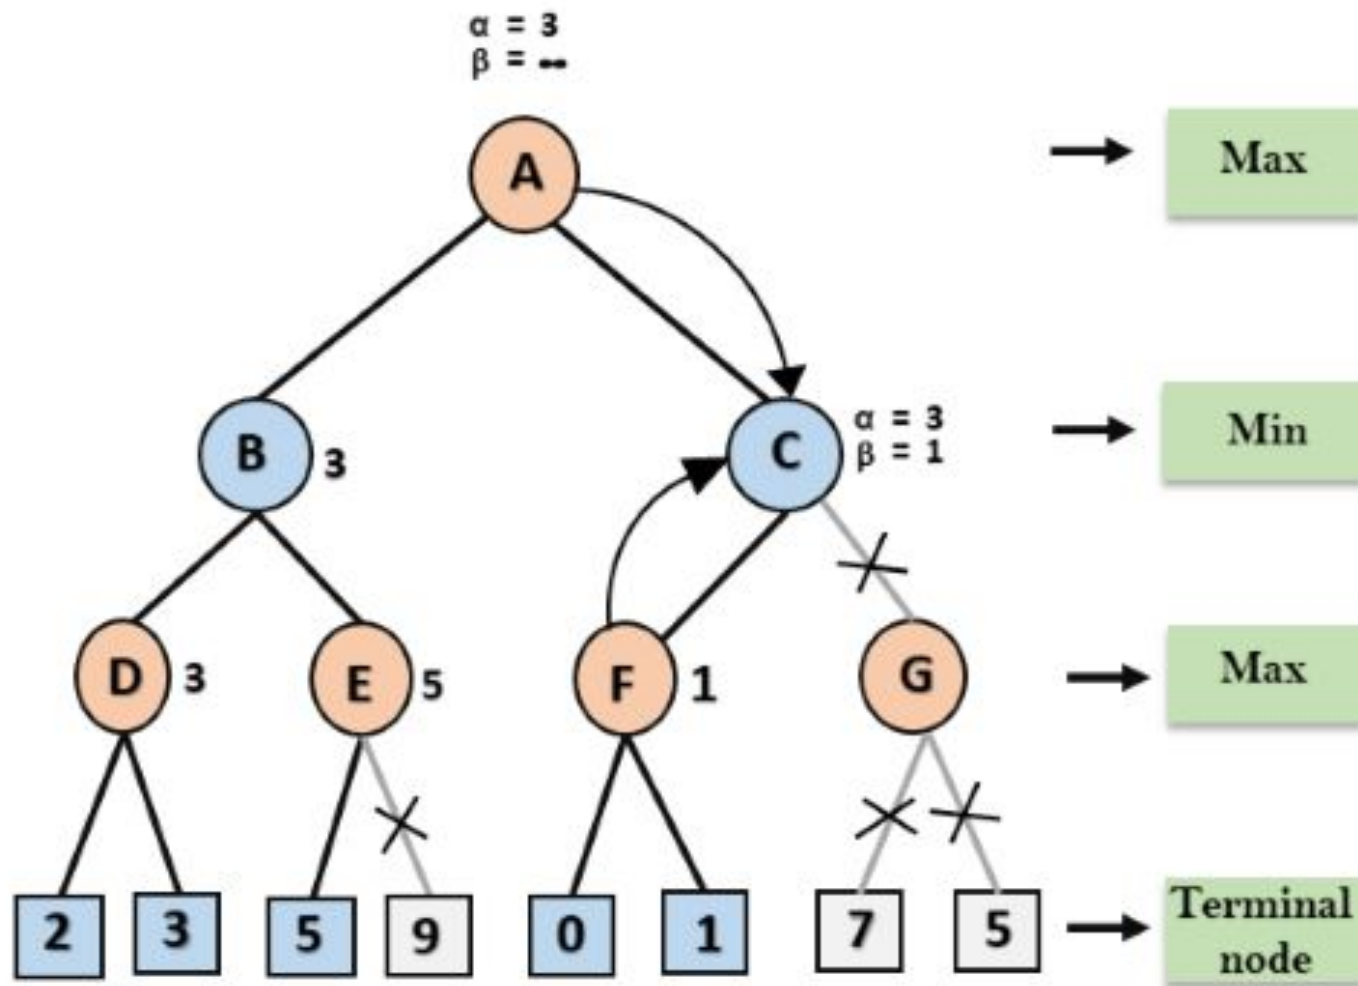 α = 3
β = ∞
A
Max
B
3
C
α = 3
β = 1
Min
D
3
E
5
F
1
G
Max
2
3
5
9
0
1
7
5
Terminal
node